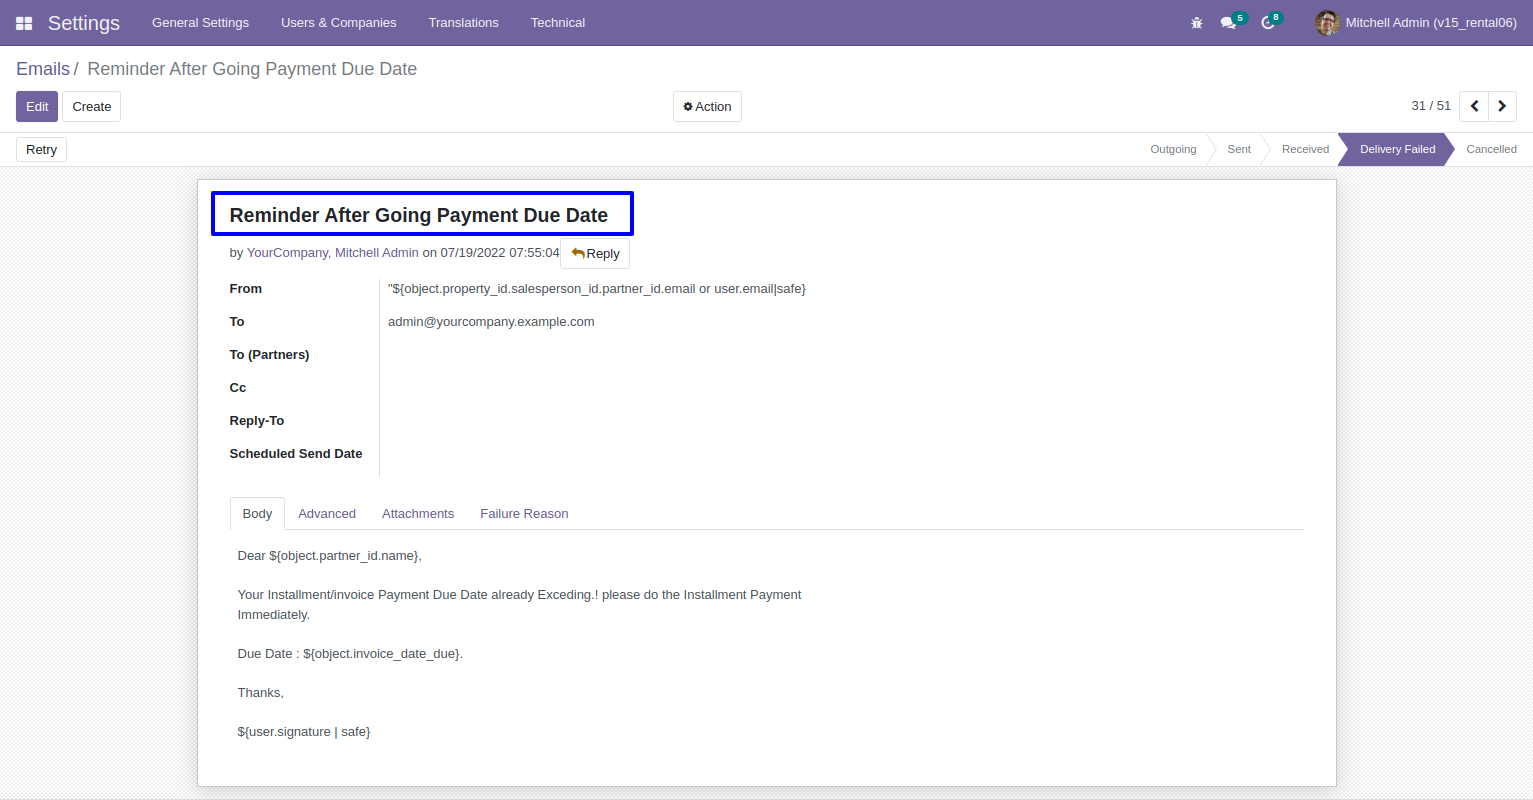 Settings General Settings Users & Companies Translations Technical 5 8 Mitchell Admin (v15_rental06)
Emails / Reminder After Going Payment Due Date
Edit Create Action 31 / 51
Retry Outgoing Sent Received Delivery Failed Cancelled
Reminder After Going Payment Due Date
by YourCompany, Mitchell Admin on 07/19/2022 07:55:04 Reply
From "${object.property_id.salesperson_id.partner_id.email or user.email|safe}
To admin@yourcompany.example.com
To (Partners)
Cc
Reply-To
Scheduled Send Date
Body Advanced Attachments Failure Reason
Dear ${object.partner_id.name},
Your Installment/invoice Payment Due Date already Exceding.! please do the Installment Payment
Immediately.
Due Date : ${object.invoice_date_due}.
Thanks,
${user.signature | safe}